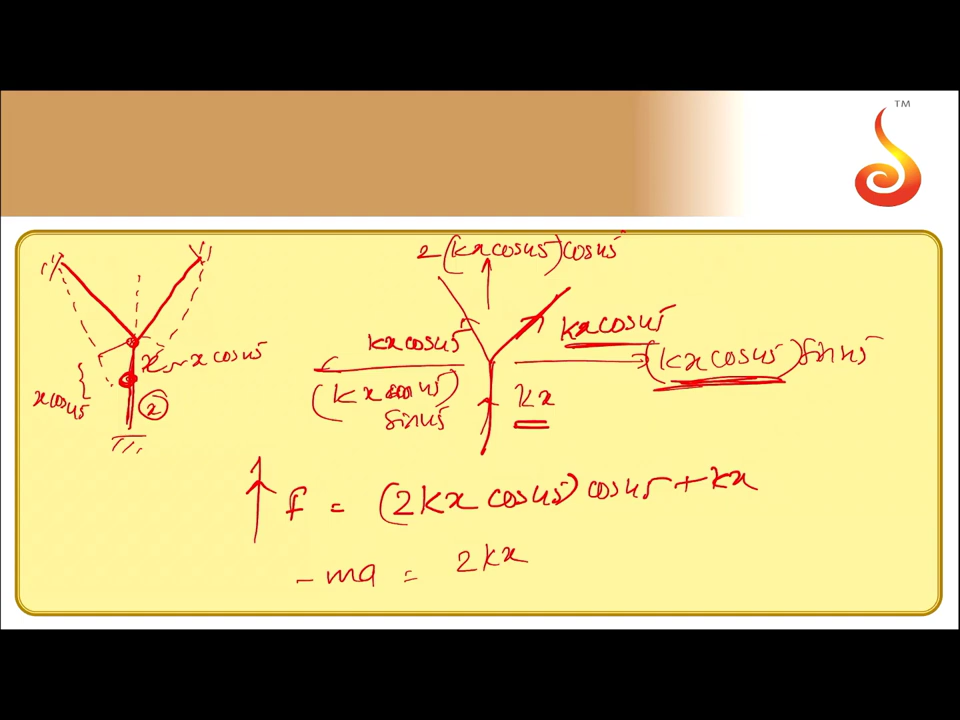 TM
2(kx cos45)cos45
kx cos45
kx cos45
(kx cos45)sin45
(kx cos45)
sin45
kx
x cos45
x cos45
x
f = (2kx cos45)cos45 + kx
-ma = 2kx